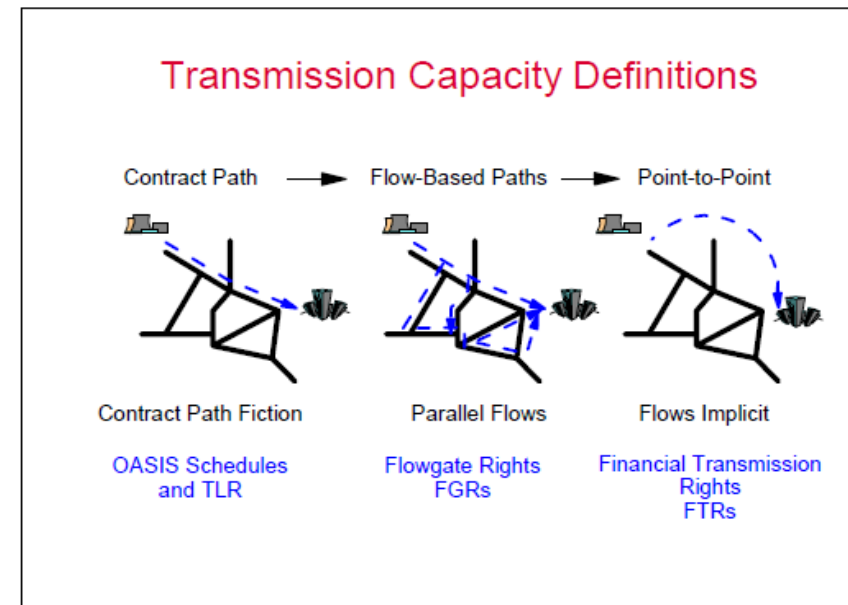 Transmission Capacity Definitions
Contract Path
Flow-Based Paths
Point-to-Point
Contract Path Fiction
Parallel Flows
Flows Implicit
OASIS Schedules
and TLR
Flowgate Rights
FGRs
Financial Transmission
Rights
FTRs